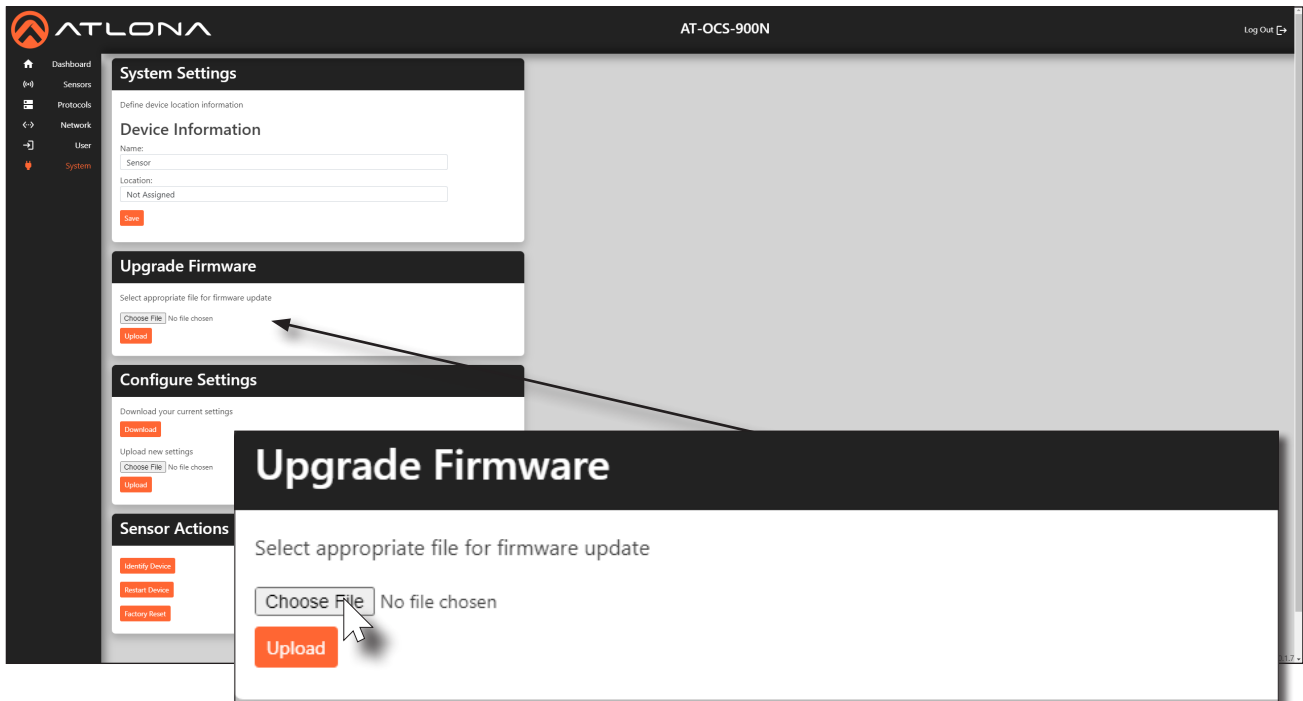 ATLONA
AT-OCS-900N
Log Out
Dashboard
Sensors
Protocols
Network
User
System
System Settings
Define device location information
Device Information
Name:
Sensor
Location:
Not Assigned
Save
Upgrade Firmware
Select appropriate file for firmware update
Choose File No file chosen
Upload
Configure Settings
Download your current settings
Download
Upload new settings
Choose File No file chosen
Upload
Sensor Actions
Identify Device
Restart Device
Factory Reset
Upgrade Firmware
Select appropriate file for firmware update
Choose File No file chosen
Upload